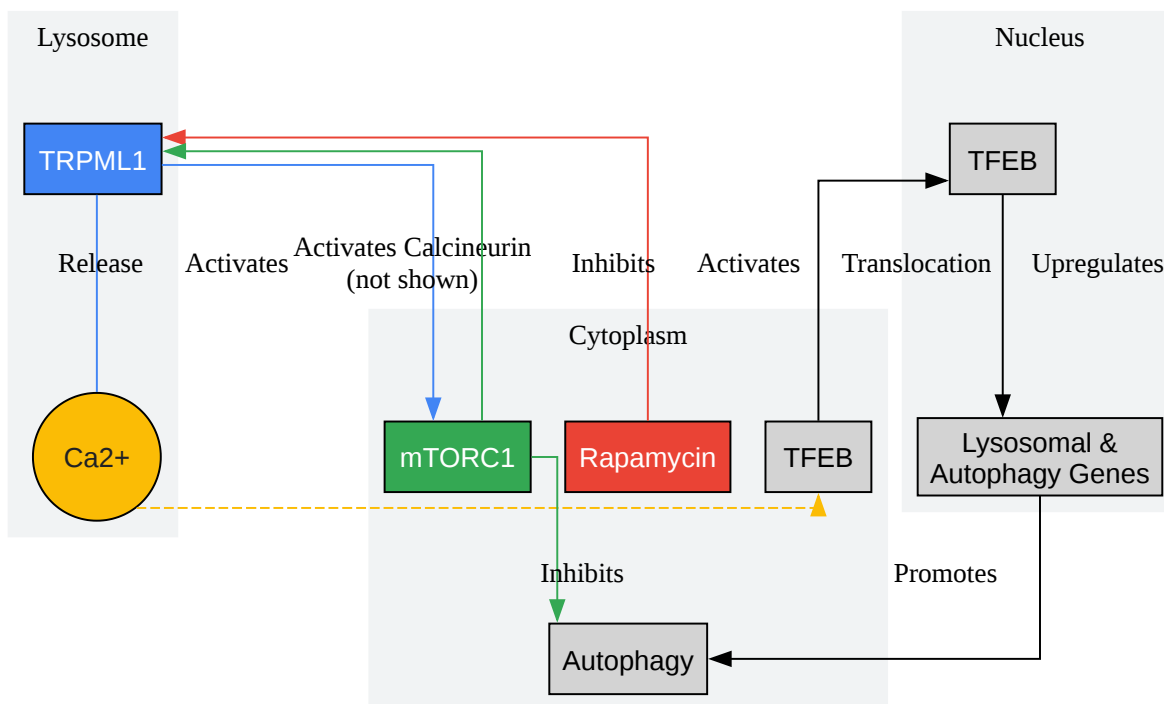 Lysosome
Nucleus
TRPML1
TFEB
Release
Activates
Activates Calcineurin
(not shown)
Inhibits
Activates
Translocation
Upregulates
Cytoplasm
Ca2+
mTORC1
Rapamycin
TFEB
Lysosomal &
Autophagy Genes
Inhibits
Promotes
Autophagy